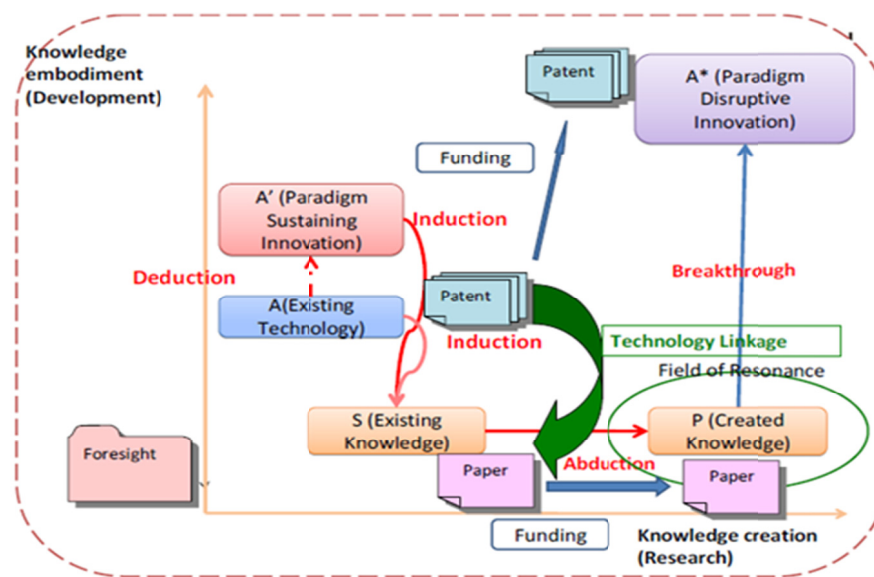 Knowledge
embodiment
(Development)
Patent
A* (Paradigm
Disruptive
Innovation)
Funding
A' (Paradigm
Sustaining
Innovation)
Induction
Deduction
Breakthrough
A(Existing
Technology)
Patent
Induction
Technology Linkage
Field of Resonance
S (Existing
Knowledge)
P (Created
Knowledge)
Foresight
Paper
Abduction
Paper
Funding
Knowledge creation
(Research)